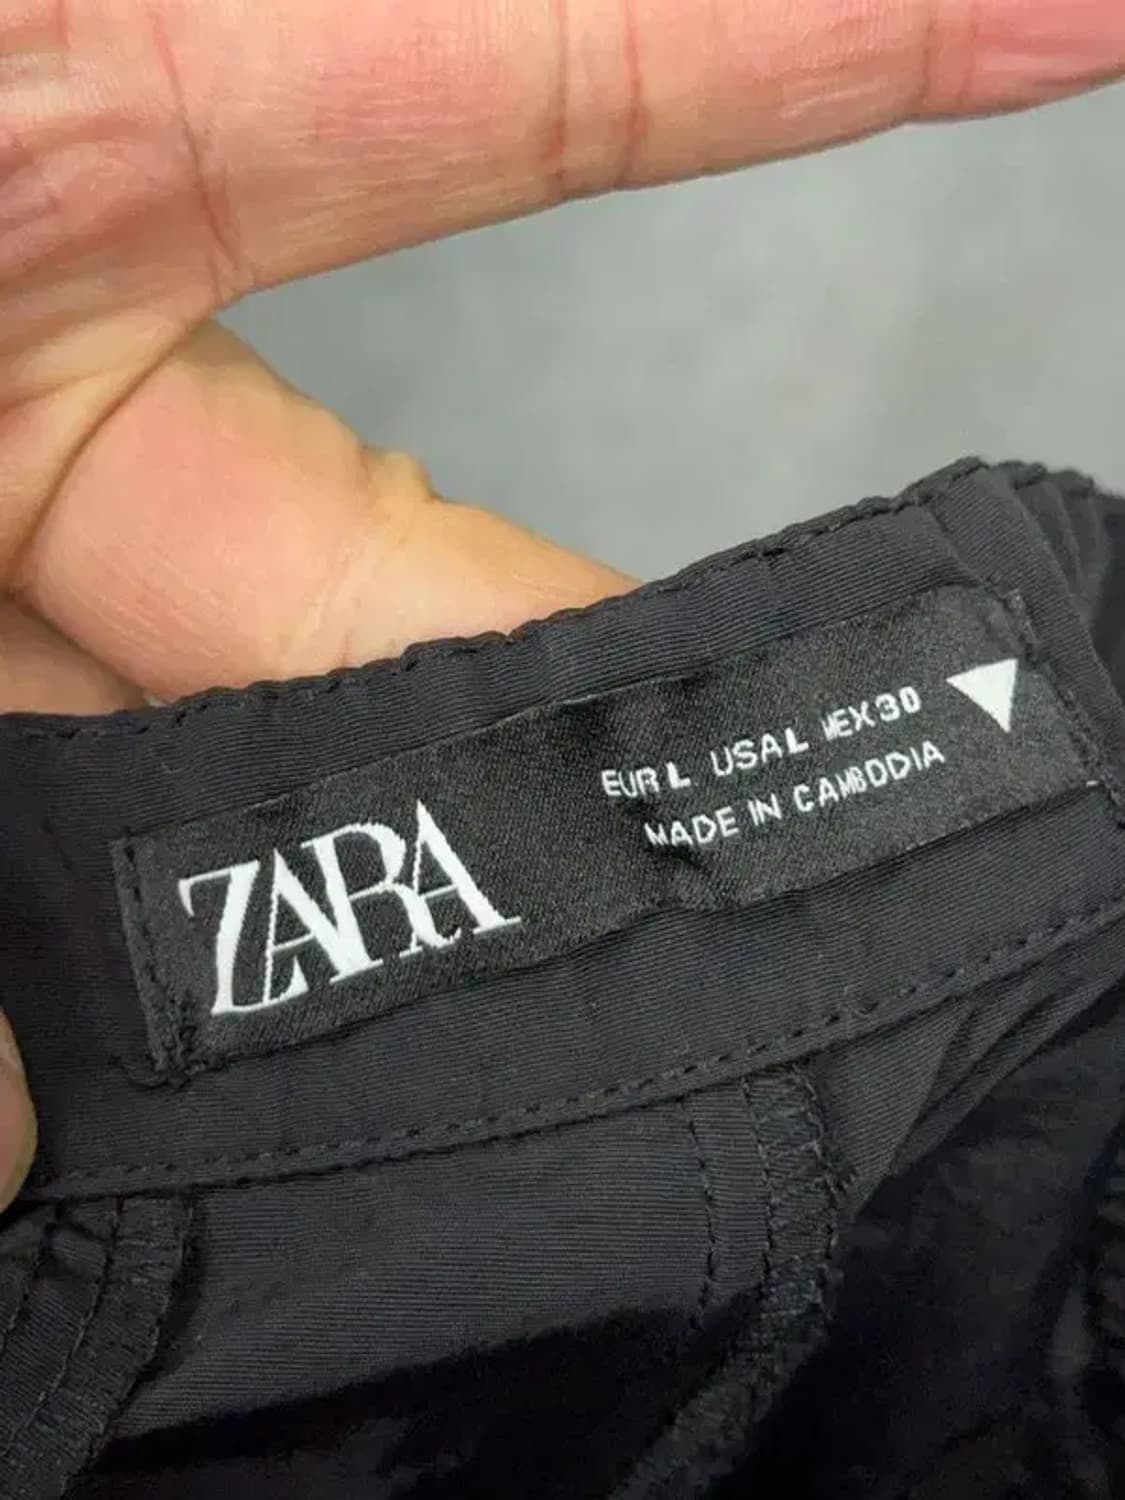 ZARA
EUR L USA L MEX 30
MADE IN CAMBODIA